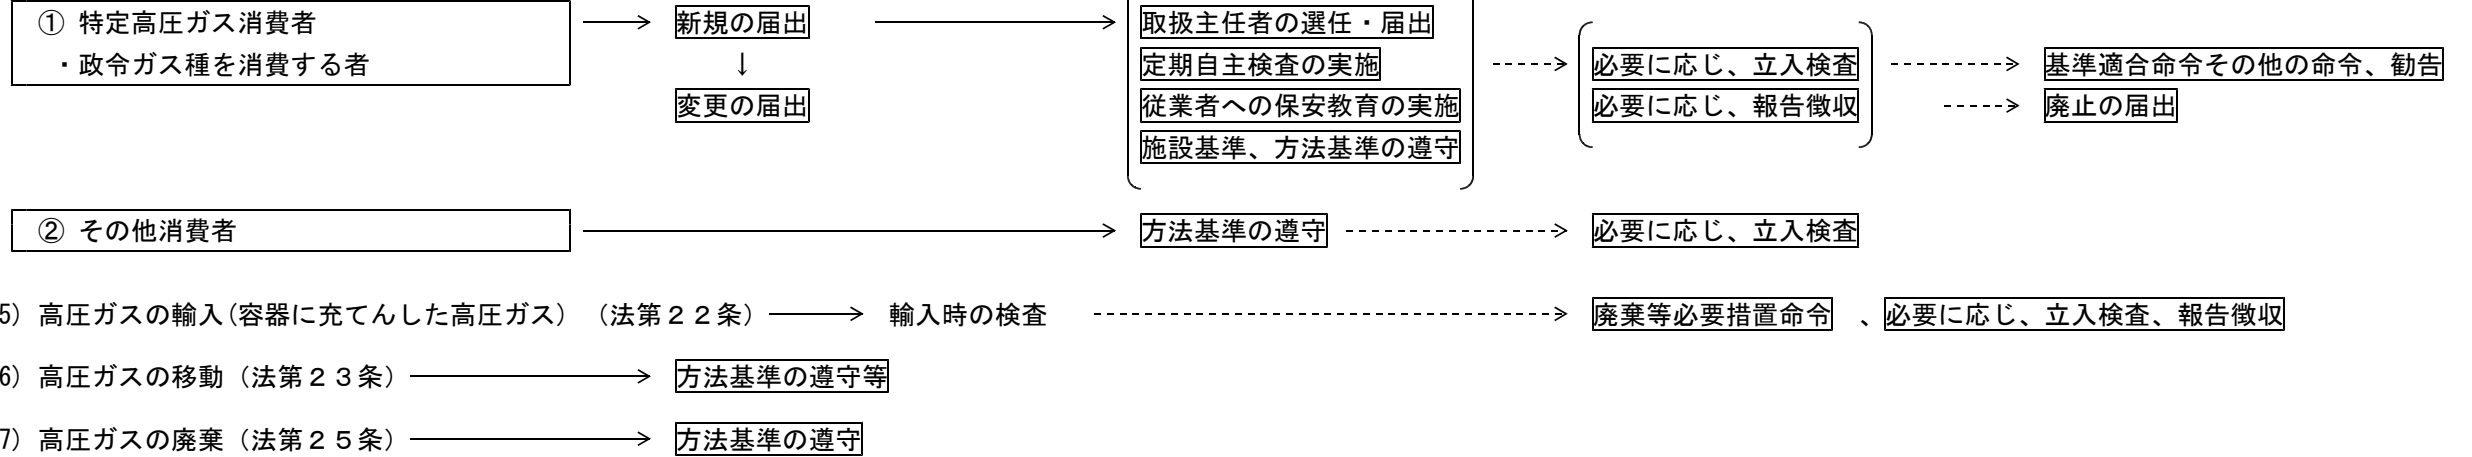 ① 特定高圧ガス消費者 → 新規の届出 → 取扱主任者の選任・届出
・政令ガス種を消費する者 ↓ 定期自主検査の実施 → 必要に応じ、立入検査 → 基準適合命令その他の命令、勧告
変更の届出 従業者への保安教育の実施 必要に応じ、報告徴収 → 廃止の届出
施設基準、方法基準の遵守
② その他消費者 → 方法基準の遵守 → 必要に応じ、立入検査
5) 高圧ガスの輸入(容器に充てんした高圧ガス) (法第22条) → 輸入時の検査 → 廃棄等必要措置命令 、必要に応じ、立入検査、報告徴収
6) 高圧ガスの移動 (法第23条) → 方法基準の遵守等
7) 高圧ガスの廃棄 (法第25条) → 方法基準の遵守